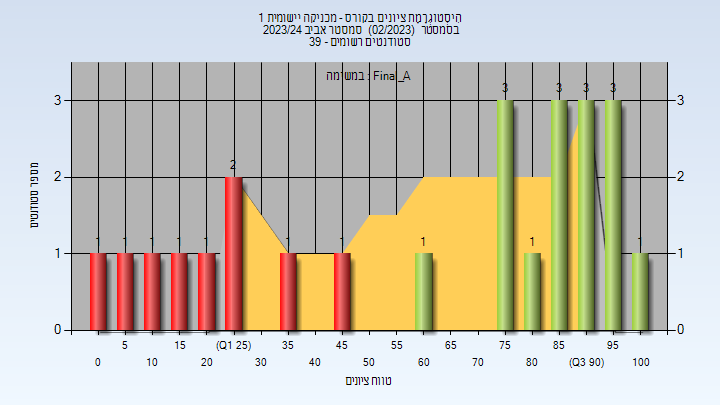 היסטוגרמת ציונים בקורס - מכניקה יישומית 1
בסמסטר (02/2023) סמסטר אביב 2023/24
סטודנטים רשומים - 39
במשימה : Final_A
מספר סטודנטים
3 3
2 2
1 1
0 0
1 1 1 1 1 2 1 1 1 3 1 3 3 3 1
5 15 (Q1 25) 35 45 55 65 75 85 95
0 10 20 30 40 50 60 70 80 (Q3 90) 100
טווח ציונים